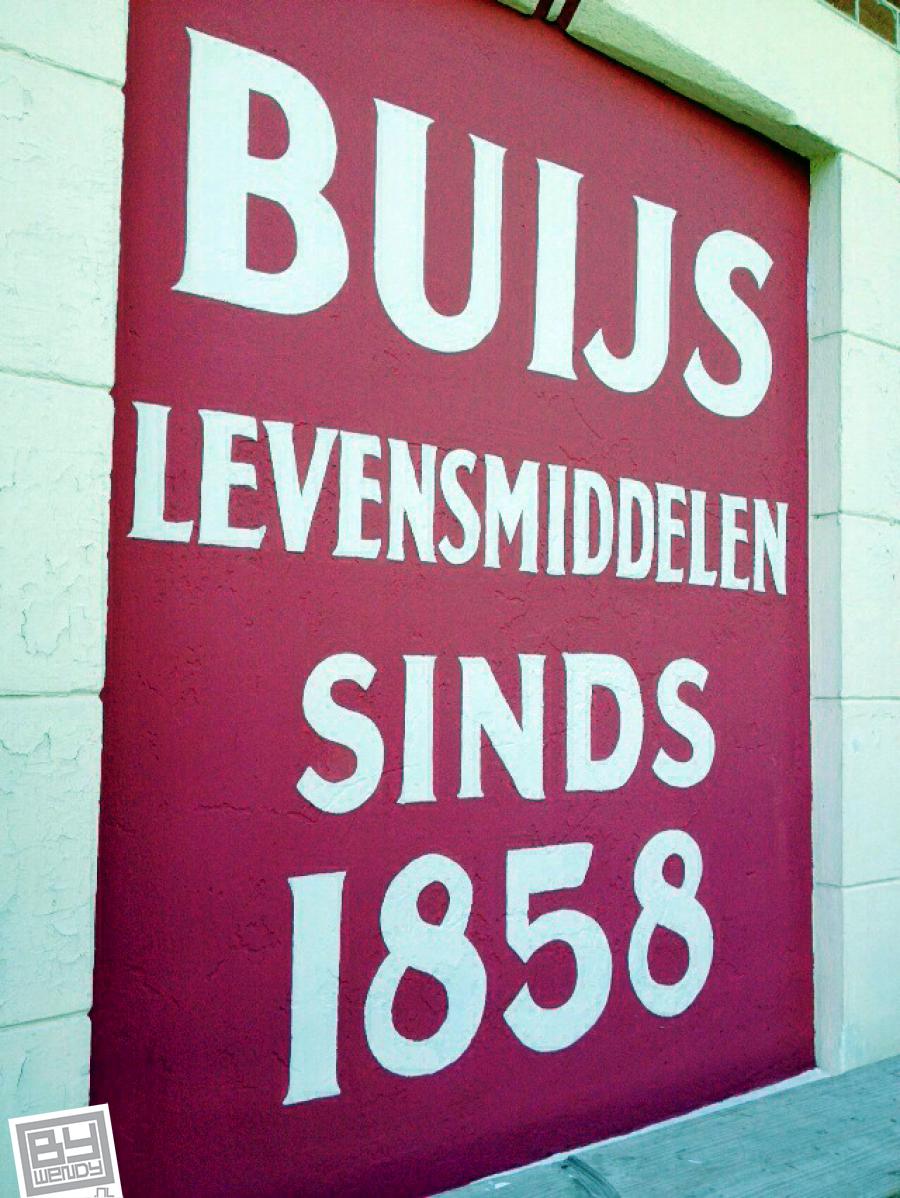 BUIJS
LEVENSMIDDELEN
SINDS
1858
BY
WENDY